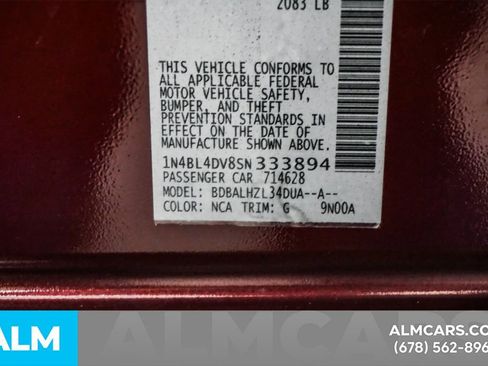 2083 LB
THIS VEHICLE CONFORMS TO
ALL APPLICABLE FEDERAL
MOTOR VEHICLE SAFETY,
BUMPER, AND THEFT
PREVENTION STANDARDS IN
EFFECT ON THE DATE OF
MANUFACTURE SHOWN ABOVE.
1N4BL4DV8SN333894
PASSENGER CAR 714628
MODEL: BDBALHZL34DUA--A--
COLOR: NCA TRIM: G 9N00A
ALM
ALMCARS
ALMCARS.CO
(678) 562-896